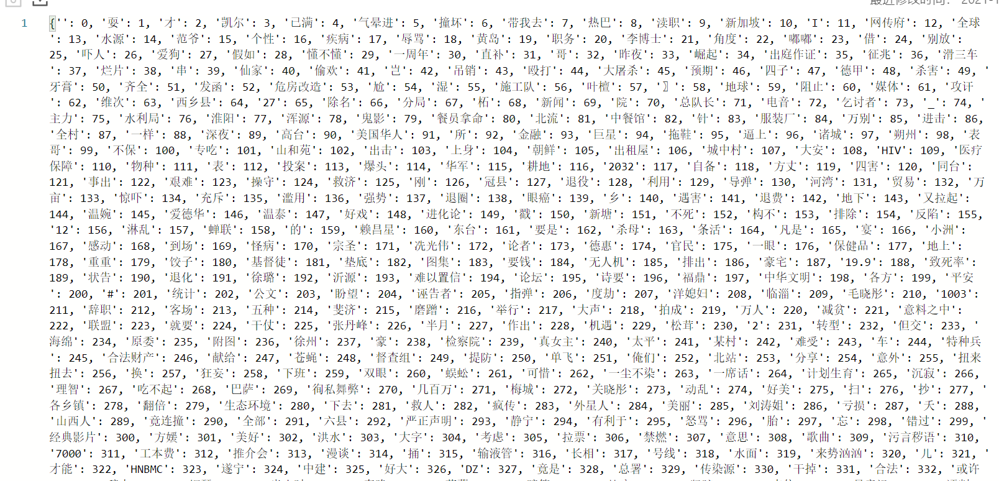 最近修改时间: 2021-1
1 {'': 0, '耍': 1, '才': 2, '凯尔': 3, '已满': 4, '气晕进': 5, '撞坏': 6, '带我去': 7, '热巴': 8, '渎职': 9, '新加坡': 10, 'I': 11, '网传府': 12, '全球
': 13, '水源': 14, '范爷': 15, '个性': 16, '疾病': 17, '辱骂': 18, '黄岛': 19, '职务': 20, '李博士': 21, '角度': 22, '嘟嘟': 23, '借': 24, '别放':
25, '吓人': 26, '爱狗': 27, '假如': 28, '懂不懂': 29, '一周年': 30, '直补': 31, '哥': 32, '昨夜': 33, '崛起': 34, '出庭作证': 35, '征兆': 36, '滑三车
': 37, '烂片': 38, '串': 39, '仙家': 40, '偷欢': 41, '岂': 42, '吊销': 43, '殴打': 44, '大屠杀': 45, '预期': 46, '四子': 47, '德甲': 48, '杀害': 49, '
牙膏': 50, '齐全': 51, '发函': 52, '危房改造': 53, '尬': 54, '湿': 55, '施工队': 56, '叶檀': 57, '〗': 58, '地球': 59, '阻止': 60, '媒体': 61, '攻讦
': 62, '维次': 63, '西乡县': 64, '27': 65, '除名': 66, '分局': 67, '柘': 68, '新闻': 69, '院': 70, '总队长': 71, '电音': 72, '乞讨者': 73, '_': 74, '
主力': 75, '水利局': 76, '淮阳': 77, '浑源': 78, '鬼影': 79, '餐员拿命': 80, '北流': 81, '中餐馆': 82, '针': 83, '服装厂': 84, '万别': 85, '进击': 86,
'全村': 87, '一样': 88, '深夜': 89, '高台': 90, '美国华人': 91, '所': 92, '金融': 93, '巨星': 94, '拖鞋': 95, '逼上': 96, '诸城': 97, '朔州': 98, '表
哥': 99, '不保': 100, '专吃': 101, '山和苑': 102, '出击': 103, '上身': 104, '朝鲜': 105, '出租屋': 106, '城中村': 107, '大安': 108, 'HIV': 109, '医疗
保障': 110, '物种': 111, '表': 112, '投案': 113, '爆头': 114, '华军': 115, '耕地': 116, '2032': 117, '自备': 118, '方丈': 119, '四害': 120, '同台':
121, '事出': 122, '艰难': 123, '操守': 124, '救济': 125, '刚': 126, '冠县': 127, '退役': 128, '利用': 129, '导弹': 130, '河湾': 131, '贸易': 132, '万
亩': 133, '惊吓': 134, '充斥': 135, '滥用': 136, '强势': 137, '退圈': 138, '眼癌': 139, '乡': 140, '遇害': 141, '退费': 142, '地下': 143, '又拉起':
144, '温婉': 145, '爱德华': 146, '温泰': 147, '好戏': 148, '进化论': 149, '戳': 150, '新塘': 151, '不死': 152, '构不': 153, '排除': 154, '反陷': 155,
'12': 156, '淋乱': 157, '蝉联': 158, '的': 159, '赖昌星': 160, '东台': 161, '要是': 162, '杀母': 163, '条活': 164, '凡是': 165, '宴': 166, '小洲':
167, '感动': 168, '到场': 169, '怪病': 170, '宗圣': 171, '冼光伟': 172, '论者': 173, '德惠': 174, '官民': 175, '一眼': 176, '保健品': 177, '地上':
178, '重重': 179, '饺子': 180, '基督徒': 181, '垫底': 182, '图集': 183, '要钱': 184, '无人机': 185, '排出': 186, '豪宅': 187, '19.9': 188, '致死率':
189, '状告': 190, '退化': 191, '徐璐': 192, '沂源': 193, '难以置信': 194, '论坛': 195, '诗要': 196, '福鼎': 197, '中华文明': 198, '各方': 199, '平安
': 200, '#': 201, '统计': 202, '公文': 203, '盼望': 204, '诬告者': 205, '指弹': 206, '度劫': 207, '洋媳妇': 208, '临淄': 209, '毛晓彤': 210, '1003':
211, '辞职': 212, '客场': 213, '五种': 214, '斐济': 215, '磨蹭': 216, '举行': 217, '大声': 218, '拍成': 219, '万人': 220, '减贫': 221, '意料之中':
222, '联盟': 223, '就要': 224, '干仗': 225, '张丹峰': 226, '半月': 227, '作出': 228, '机遇': 229, '松茸': 230, '2': 231, '转型': 232, '但交': 233, '
海绵': 234, '原委': 235, '附图': 236, '徐州': 237, '豪': 238, '检察院': 239, '真女主': 240, '太平': 241, '某村': 242, '难受': 243, '车': 244, '特种兵
': 245, '合法财产': 246, '献给': 247, '苍蝇': 248, '督查组': 249, '提防': 250, '单飞': 251, '俺们': 252, '北站': 253, '分享': 254, '意外': 255, '扭来
扭去': 256, '换': 257, '狂妄': 258, '下班': 259, '双眼': 260, '蜈蚣': 261, '可惜': 262, '一尘不染': 263, '一席话': 264, '计划生育': 265, '沉寂': 266,
'理智': 267, '吃不起': 268, '巴萨': 269, '徇私舞弊': 270, '几百万': 271, '梅城': 272, '关晓彤': 273, '动乱': 274, '好美': 275, '扫': 276, '抄': 277, '
各乡镇': 278, '翻倍': 279, '生态环境': 280, '下去': 281, '救人': 282, '疯传': 283, '外星人': 284, '美丽': 285, '刘涛姐': 286, '亏损': 287, '夭': 288,
'山西人': 289, '竟连撞': 290, '全部': 291, '六县': 292, '严正声明': 293, '静宁': 294, '有利于': 295, '怒骂': 296, '胎': 297, '忘': 298, '错过': 299, '
经典影片': 300, '方媛': 301, '美好': 302, '洪水': 303, '大字': 304, '考虑': 305, '拉票': 306, '禁燃': 307, '意思': 308, '歌曲': 309, '污言秽语': 310,
'7000': 311, '工本费': 312, '推介会': 313, '漫谈': 314, '捅': 315, '输液管': 316, '长相': 317, '号线': 318, '水面': 319, '来势汹汹': 320, '儿': 321, '
才能': 322, 'HNBMC': 323, '遂宁': 324, '中建': 325, '好大': 326, 'DZ': 327, '竟是': 328, '总署': 329, '传染源': 330, '干掉': 331, '合法': 332, '或许